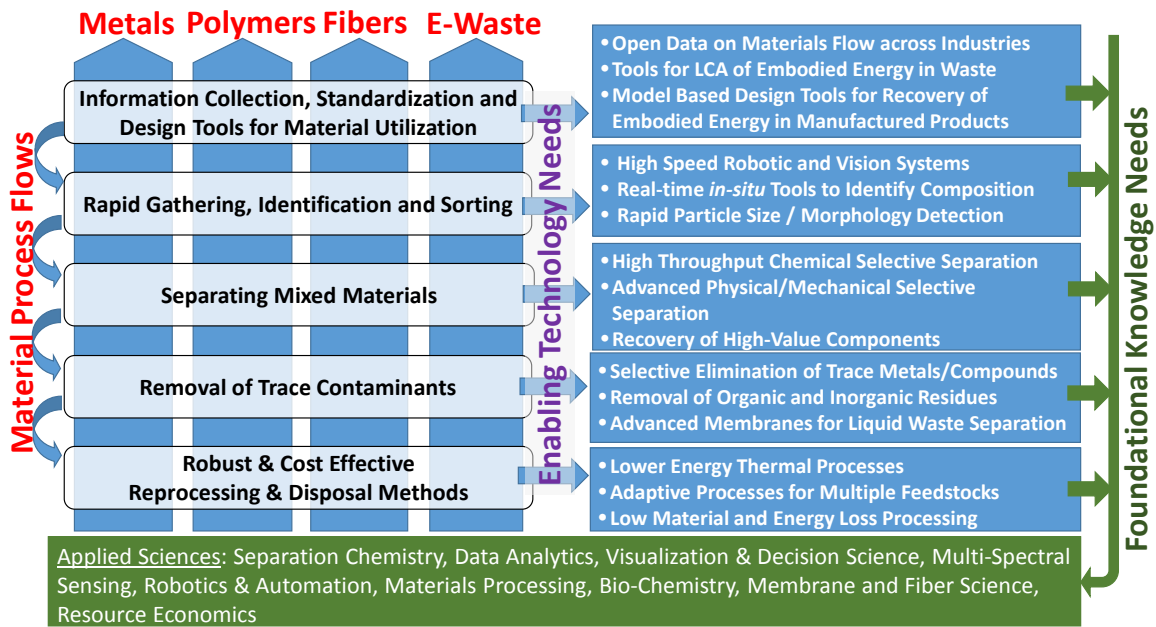 Metals Polymers Fibers E-Waste
Material Process Flows
Information Collection, Standardization and
Design Tools for Material Utilization
Rapid Gathering, Identification and Sorting
Separating Mixed Materials
Removal of Trace Contaminants
Robust & Cost Effective
Reprocessing & Disposal Methods
Enabling Technology Needs
• Open Data on Materials Flow across Industries
• Tools for LCA of Embodied Energy in Waste
• Model Based Design Tools for Recovery of
Embodied Energy in Manufactured Products
• High Speed Robotic and Vision Systems
• Real-time in-situ Tools to Identify Composition
• Rapid Particle Size / Morphology Detection
• High Throughput Chemical Selective Separation
• Advanced Physical/Mechanical Selective
Separation
• Recovery of High-Value Components
• Selective Elimination of Trace Metals/Compounds
• Removal of Organic and Inorganic Residues
• Advanced Membranes for Liquid Waste Separation
• Lower Energy Thermal Processes
• Adaptive Processes for Multiple Feedstocks
• Low Material and Energy Loss Processing
Foundational Knowledge Needs
Applied Sciences: Separation Chemistry, Data Analytics, Visualization & Decision Science, Multi-Spectral
Sensing, Robotics & Automation, Materials Processing, Bio-Chemistry, Membrane and Fiber Science,
Resource Economics